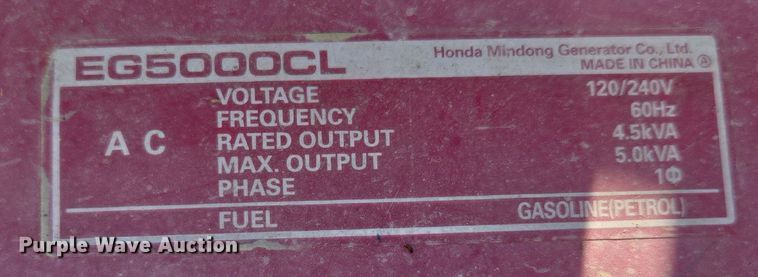 EG5000CL
Honda Mindong Generator Co., Ltd.
MADE IN CHINA Ⓐ
AC
VOLTAGE 120/240V
FREQUENCY 60Hz
RATED OUTPUT 4.5kVA
MAX. OUTPUT 5.0kVA
PHASE 1Φ
FUEL GASOLINE(PETROL)
Purple Wave Auction